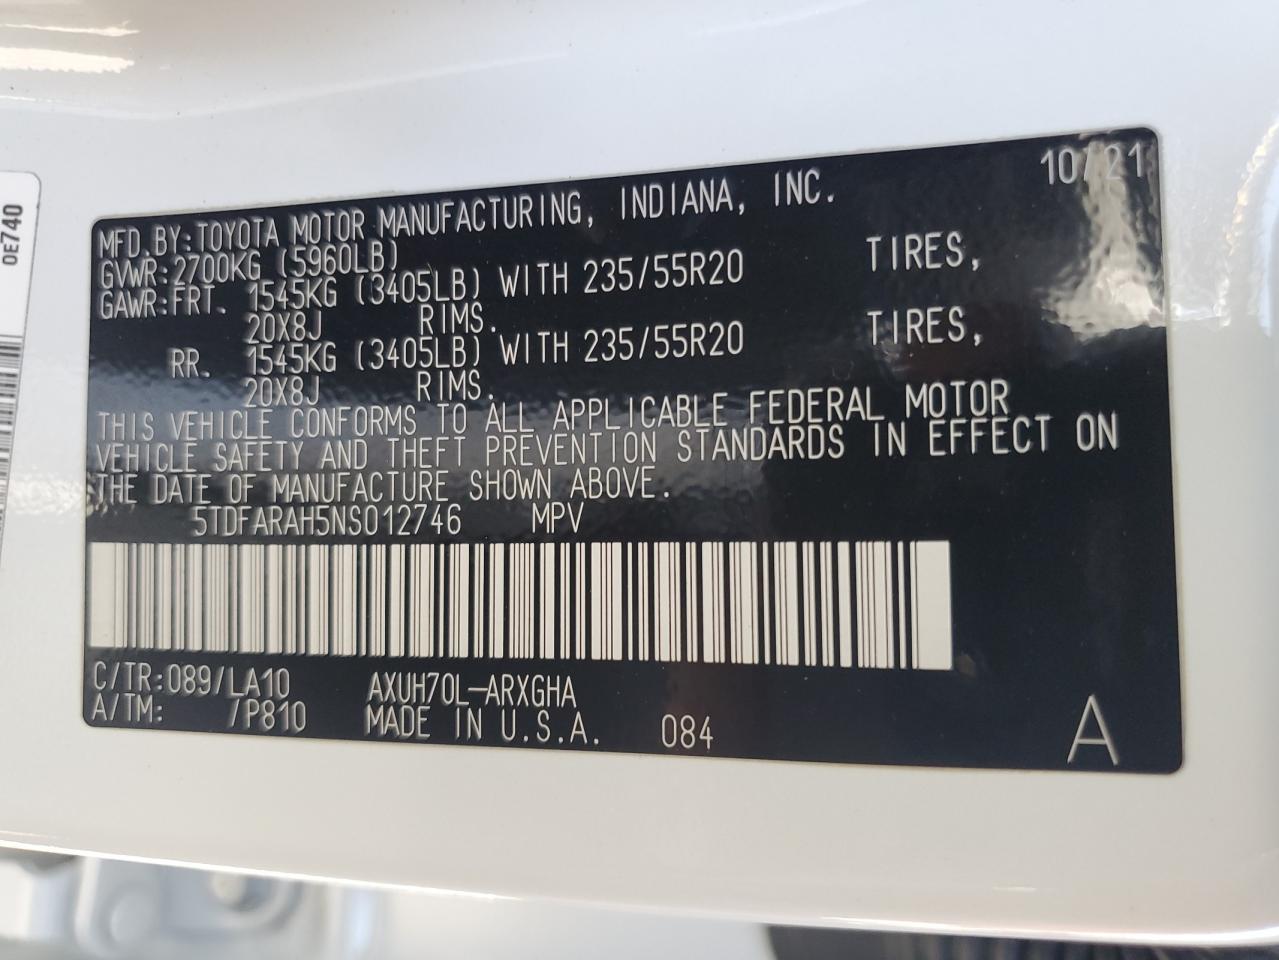 10/21
MFD.BY:TOYOTA MOTOR MANUFACTURING, INDIANA, INC.
GVWR:2700KG (5960LB)
GAWR:FRT. 1545KG (3405LB) WITH 235/55R20 TIRES,
20X8J RIMS.
RR. 1545KG (3405LB) WITH 235/55R20 TIRES,
20X8J RIMS.
THIS VEHICLE CONFORMS TO ALL APPLICABLE FEDERAL MOTOR
VEHICLE SAFETY AND THEFT PREVENTION STANDARDS IN EFFECT ON
THE DATE OF MANUFACTURE SHOWN ABOVE.
5TDFARAH5NS012746 MPV
C/TR:089/LA10 AXUH70L-ARXGHA
A/TM: /P810 MADE IN U.S.A. 084
A
0E740